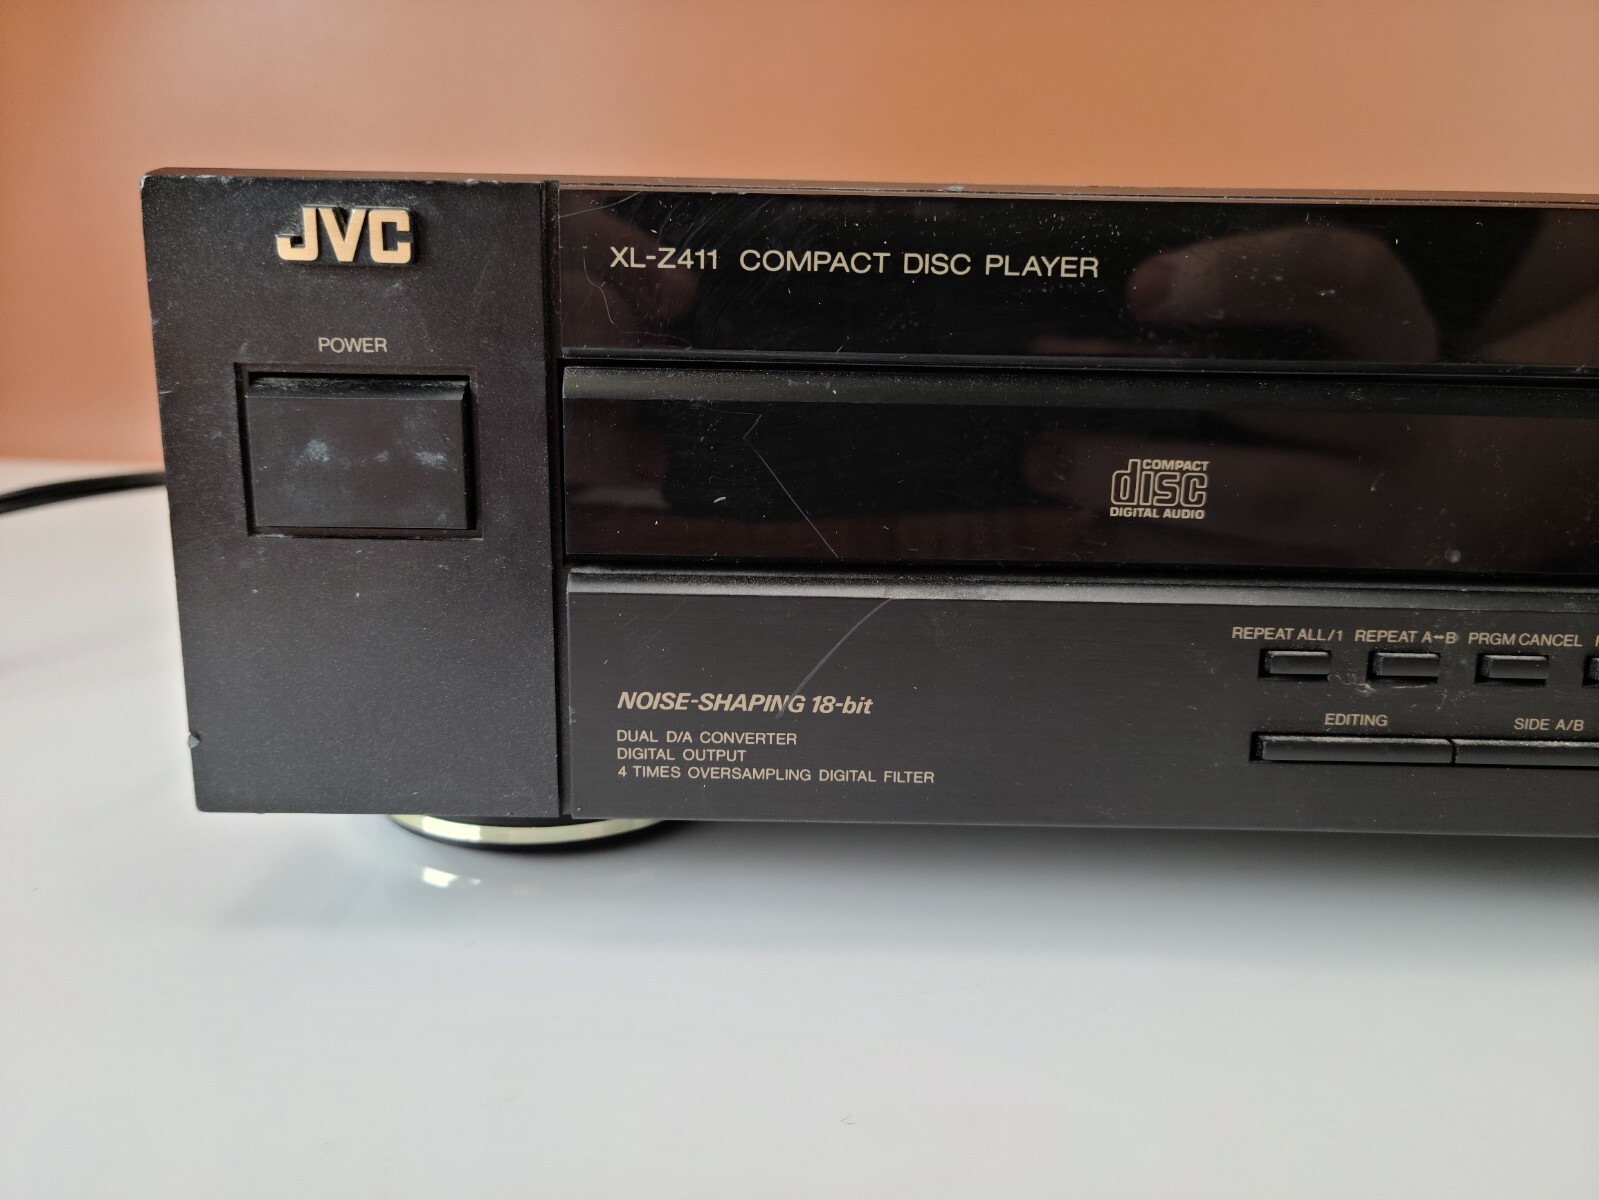 JVC
XL-Z411 COMPACT DISC PLAYER
POWER
COMPACT
disc
DIGITAL AUDIO
REPEAT ALL/1 REPEAT A↔B PRGM CANCEL
NOISE-SHAPING 18-bit
EDITING SIDE A/B
DUAL D/A CONVERTER
DIGITAL OUTPUT
4 TIMES OVERSAMPLING DIGITAL FILTER